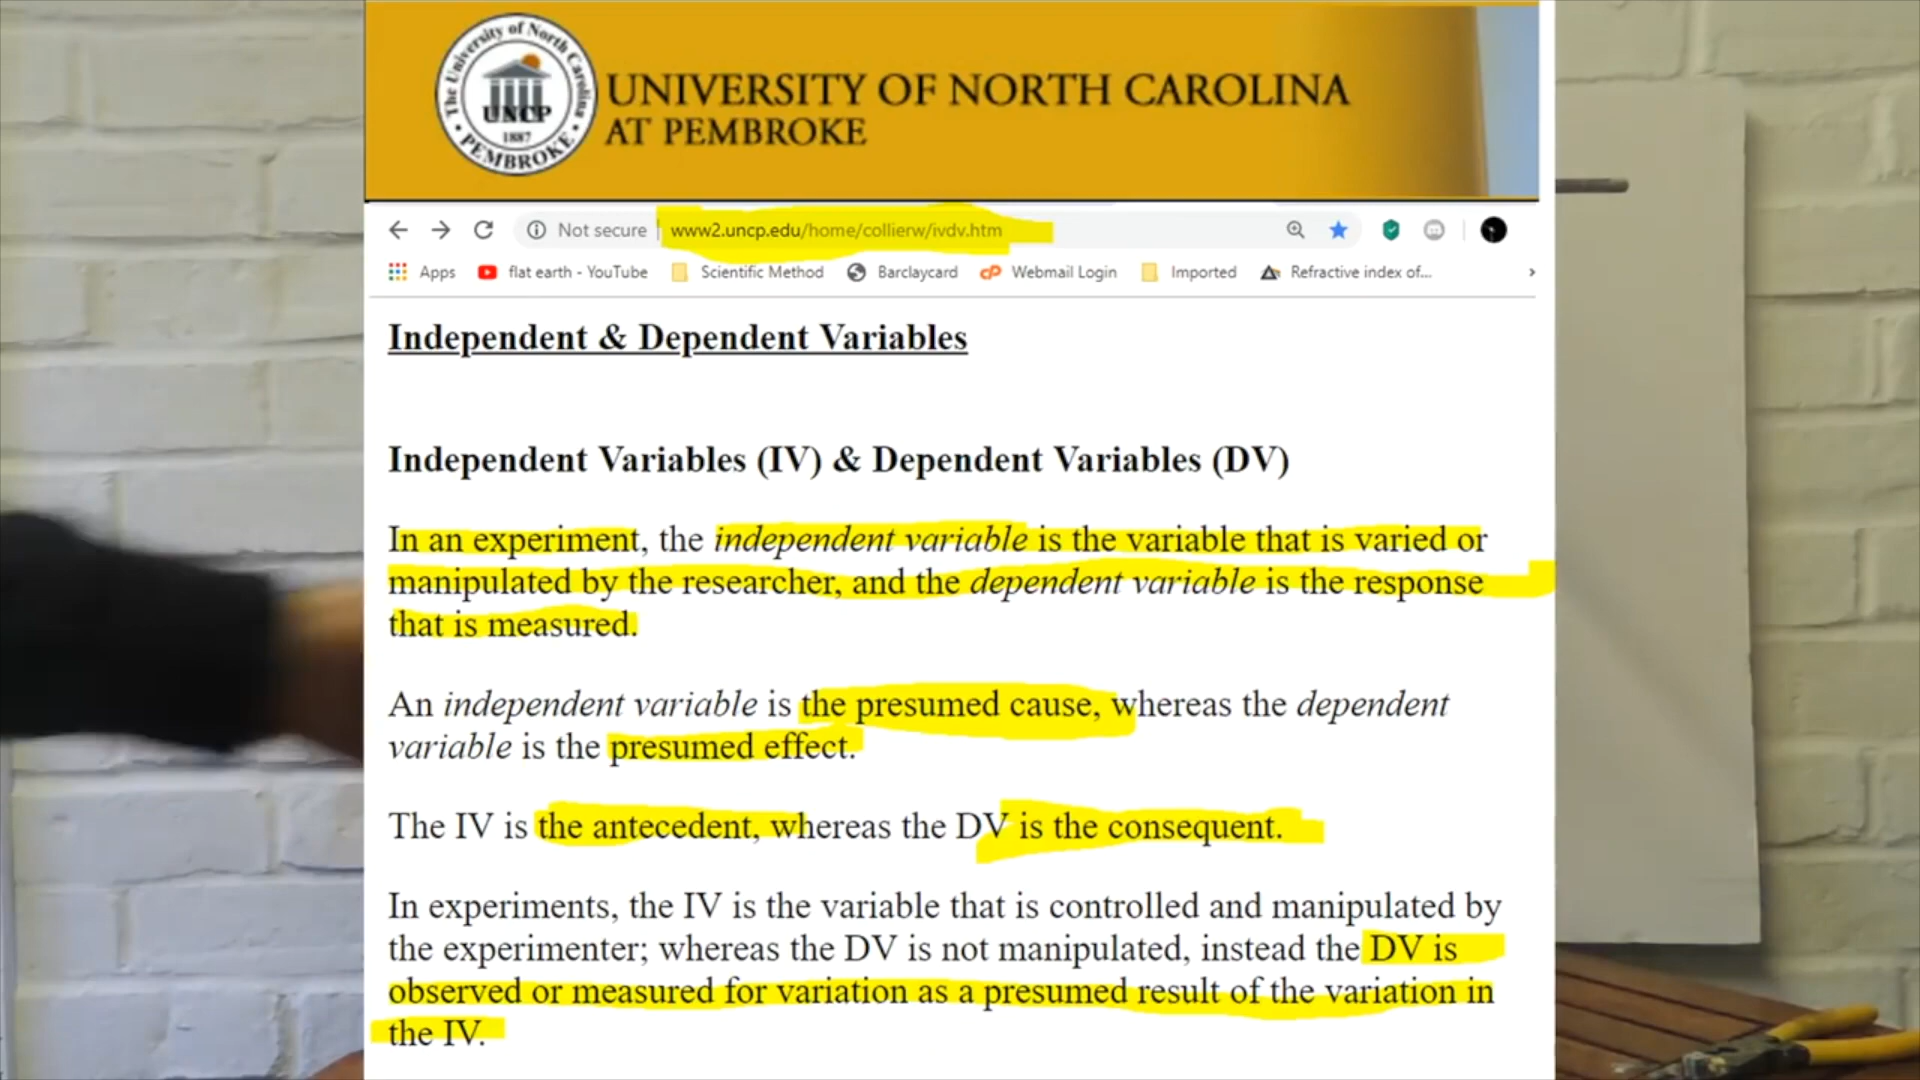 The University of North Carolina
UNCP
1887
• PEMBROKE •
UNIVERSITY OF NORTH CAROLINA
AT PEMBROKE
Not secure | www2.uncp.edu/home/collierw/ivdv.htm
Apps flat earth - YouTube Scientific Method Barclaycard cP Webmail Login Imported Refractive index of...
Independent & Dependent Variables
Independent Variables (IV) & Dependent Variables (DV)
In an experiment, the independent variable is the variable that is varied or
manipulated by the researcher, and the dependent variable is the response
that is measured.
An independent variable is the presumed cause, whereas the dependent
variable is the presumed effect.
The IV is the antecedent, whereas the DV is the consequent.
In experiments, the IV is the variable that is controlled and manipulated by
the experimenter; whereas the DV is not manipulated, instead the DV is
observed or measured for variation as a presumed result of the variation in
the IV.